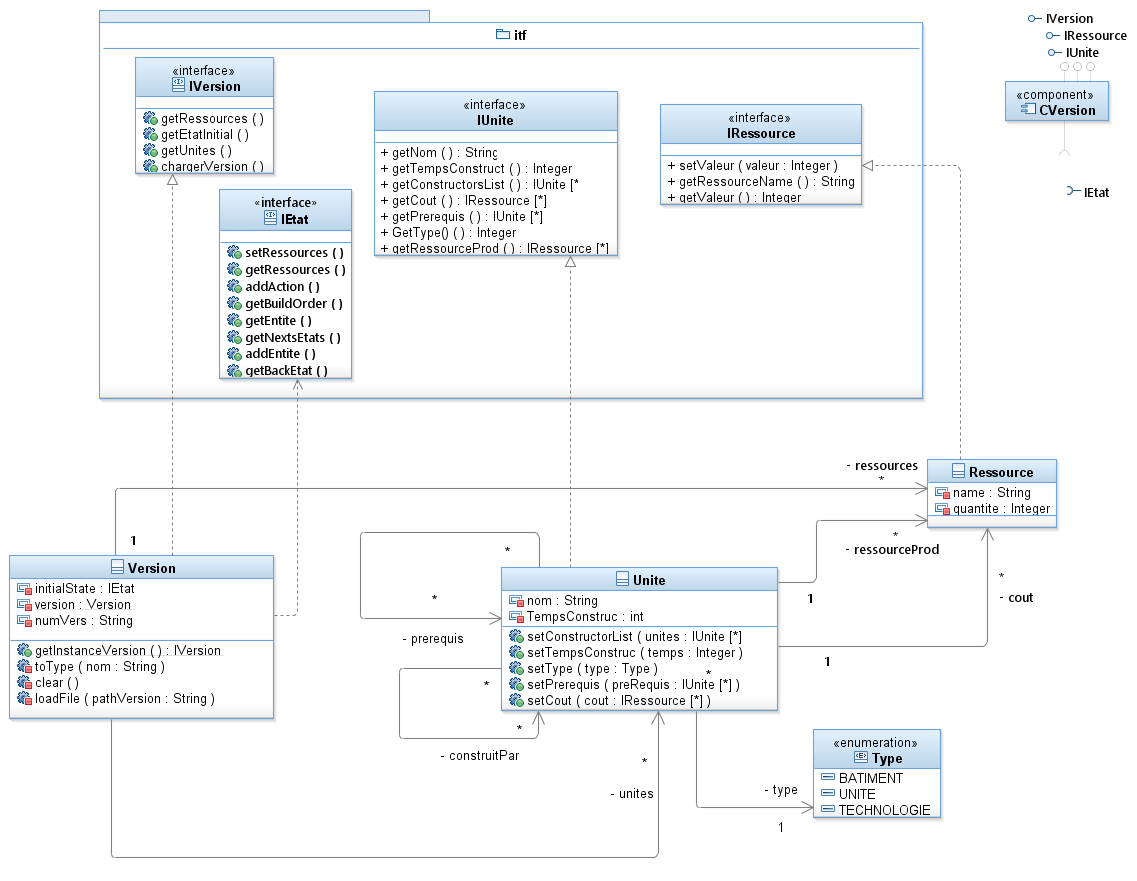 itf
«interface»
IVersion
getRessources ( )
getEtatInitial ( )
getUnites ( )
chargerVersion ( )
«interface»
IEtat
setRessources ( )
getRessources ( )
addAction ( )
getBuildOrder ( )
getEntite ( )
getNextsEtats ( )
addEntite ( )
getBackEtat ( )
«interface»
IUnite
+ getNom ( ) : String
+ getTempsConstruct ( ) : Integer
+ getConstructorsList ( ) : IUnite [*
+ getCout ( ) : IRessource [*]
+ getPrerequis ( ) : IUnite [*]
+ GetType() ( ) : Integer
+ getRessourceProd ( ) : IRessource [*]
«interface»
IRessource
+ setValeur ( valeur : Integer )
+ getRessourceName ( ) : String
+ getValeur ( ) : Integer
IVersion
IRessource
IUnite
«component»
CVersion
IEtat
- ressources
*
Ressource
name : String
quantite : Integer
1
*
- ressourceProd
1
*
- cout
1
Version
initialState : IEtat
version : Version
numVers : String
getInstanceVersion ( ) : IVersion
toType ( nom : String )
clear ( )
loadFile ( pathVersion : String )
*
*
- prerequis
Unite
nom : String
TempsConstruc : int
setConstructorList ( unites : IUnite [*]
setTempsConstruc ( temps : Integer )
setType ( type : Type )
setPrerequis ( preRequis : IUnite [*] )
setCout ( cout : IRessource [*] )
*
*
*
- construitPar
*
- unites
- type
1
«enumeration»
Type
BATIMENT
UNITE
TECHNOLOGIE